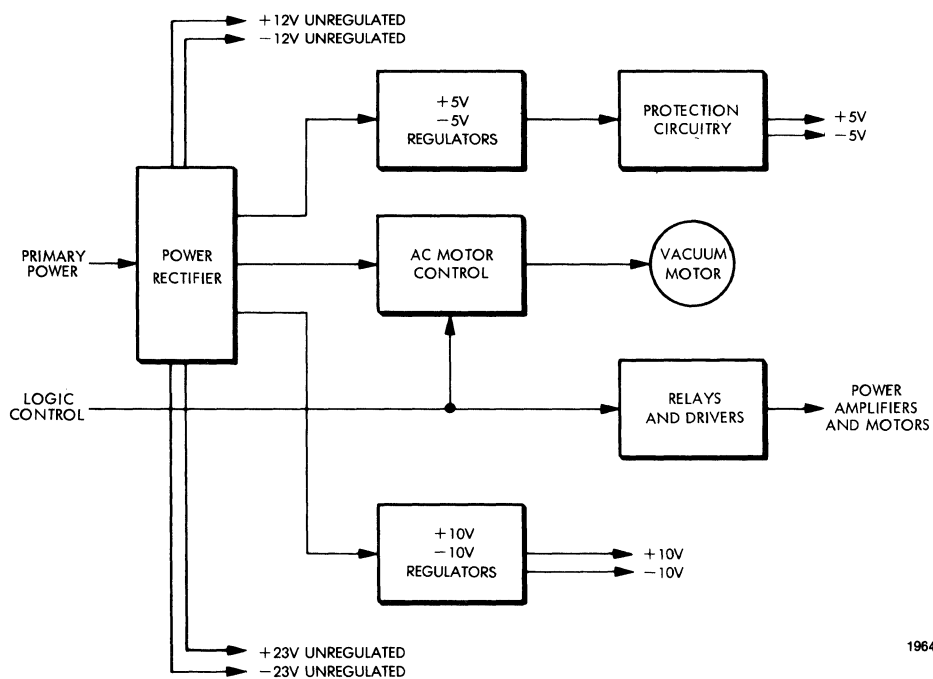 +12V UNREGULATED
−12V UNREGULATED
+5V
−5V
REGULATORS
PROTECTION
CIRCUITRY
+5V
−5V
PRIMARY
POWER
POWER
RECTIFIER
AC MOTOR
CONTROL
VACUUM
MOTOR
LOGIC
CONTROL
RELAYS
AND DRIVERS
POWER
AMPLIFIERS
AND MOTORS
+10V
−10V
REGULATORS
+10V
−10V
+23V UNREGULATED
−23V UNREGULATED
1964